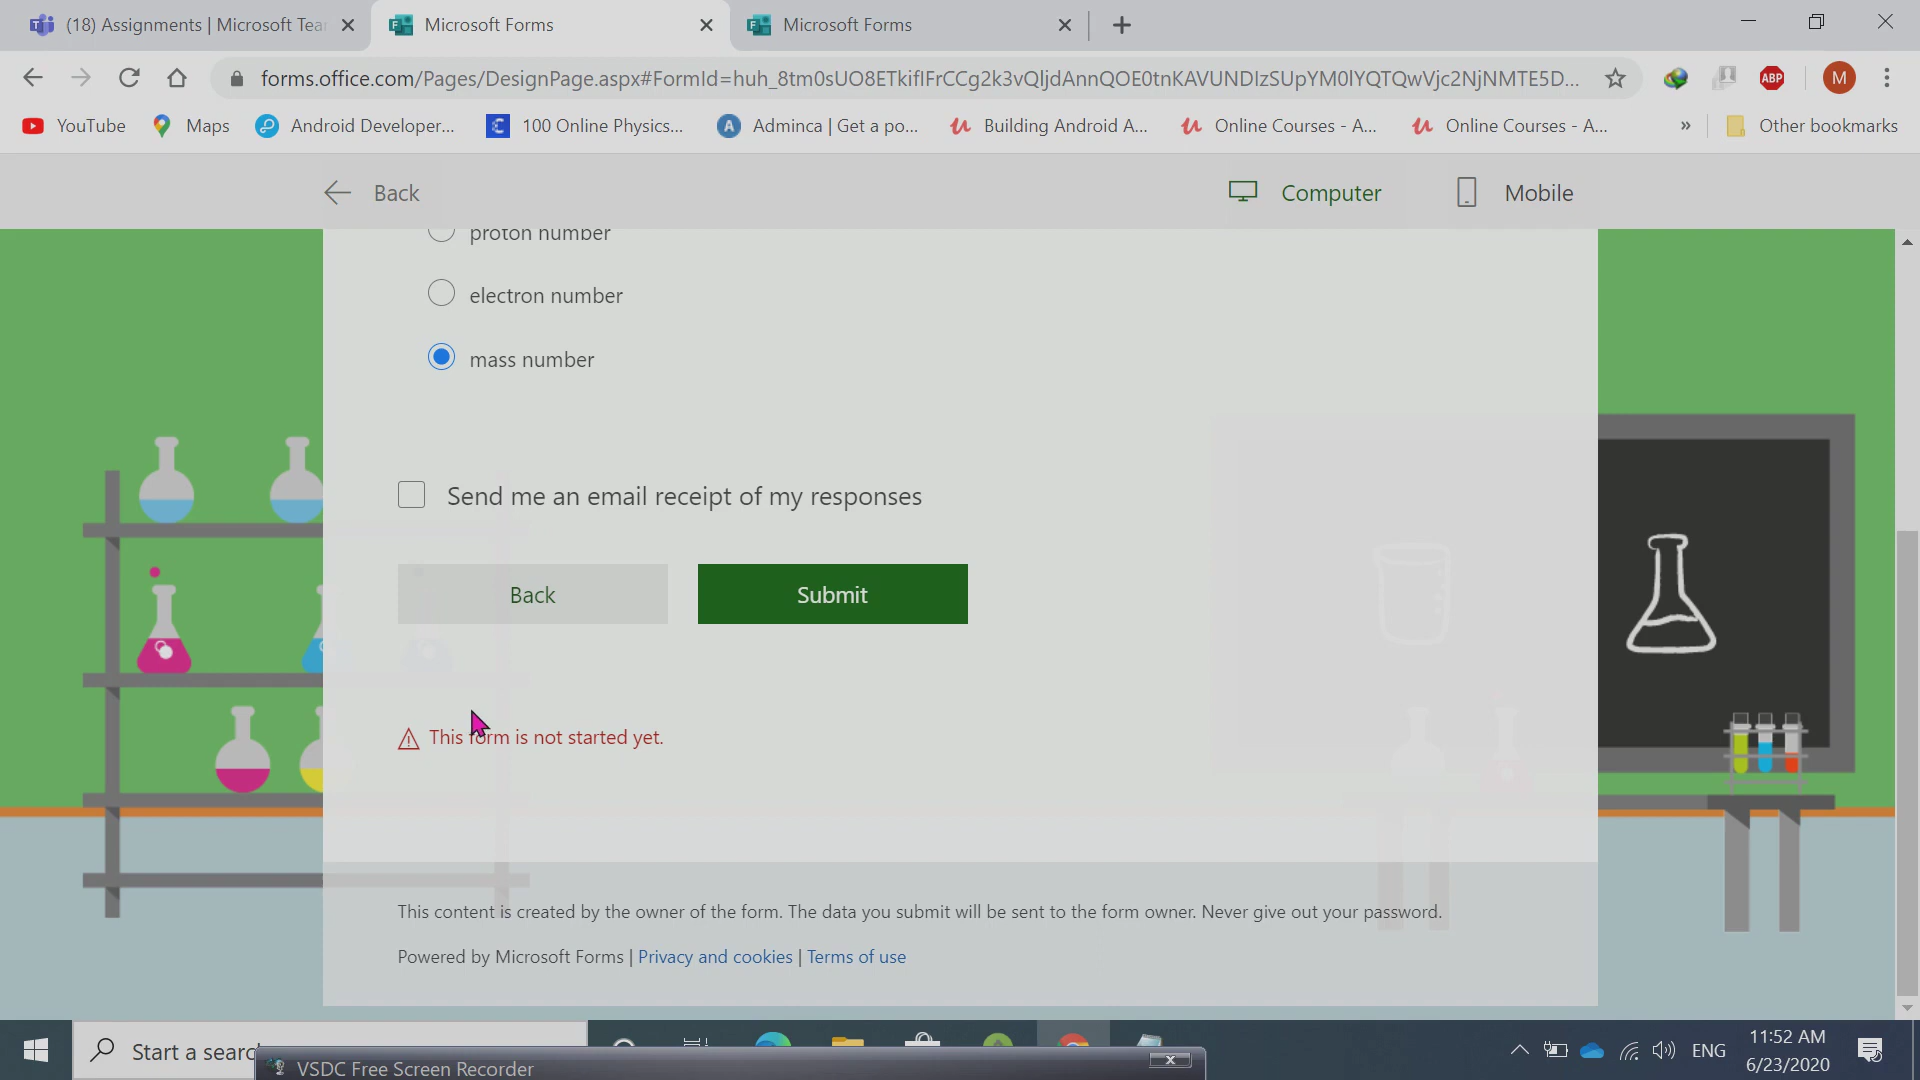 (18) Assignments | Microsoft Tea
Microsoft Forms
Microsoft Forms
forms.office.com/Pages/DesignPage.aspx#FormId=huh_8tm0sUO8ETkifIFrCCg2k3vQljdAnnQOE0tnKAVUNDIzSUpYM0lYQTQwVjc2NjNMTE5D...
ABP
M
YouTube
Maps
Android Developer...
100 Online Physics...
Adminca | Get a po...
Building Android A...
Online Courses - A...
Online Courses - A...
»
Other bookmarks
Back
Computer
Mobile
proton number
electron number
mass number
Send me an email receipt of my responses
Back
Submit
This form is not started yet.
This content is created by the owner of the form. The data you submit will be sent to the form owner. Never give out your password.
Powered by Microsoft Forms | Privacy and cookies | Terms of use
Start a searc
VSDC Free Screen Recorder
ENG
11:52 AM
6/23/2020